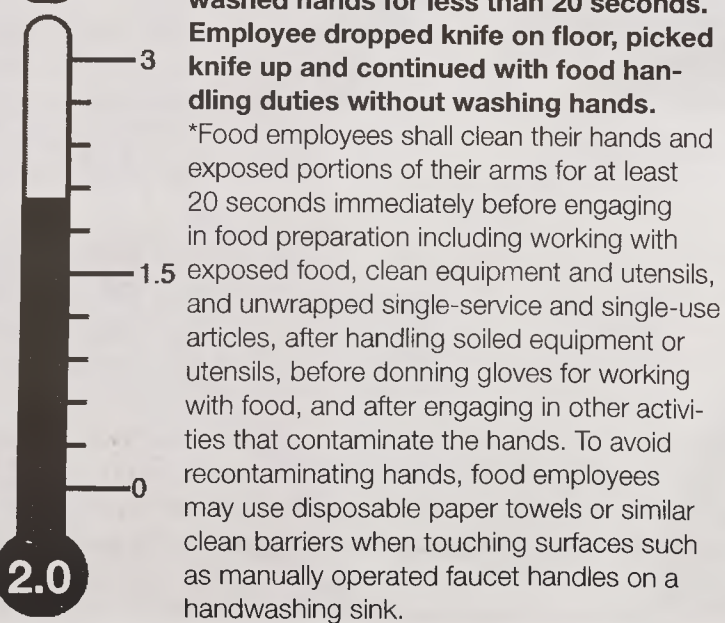 washed hands for less than 20 seconds.
Employee dropped knife on floor, picked
knife up and continued with food han-
dling duties without washing hands.
*Food employees shall clean their hands and
exposed portions of their arms for at least
20 seconds immediately before engaging
in food preparation including working with
exposed food, clean equipment and utensils,
and unwrapped single-service and single-use
articles, after handling soiled equipment or
utensils, before donning gloves for working
with food, and after engaging in other activi-
ties that contaminate the hands. To avoid
recontaminating hands, food employees
may use disposable paper towels or similar
clean barriers when touching surfaces such
as manually operated faucet handles on a
handwashing sink.
3
1.5
0
2.0